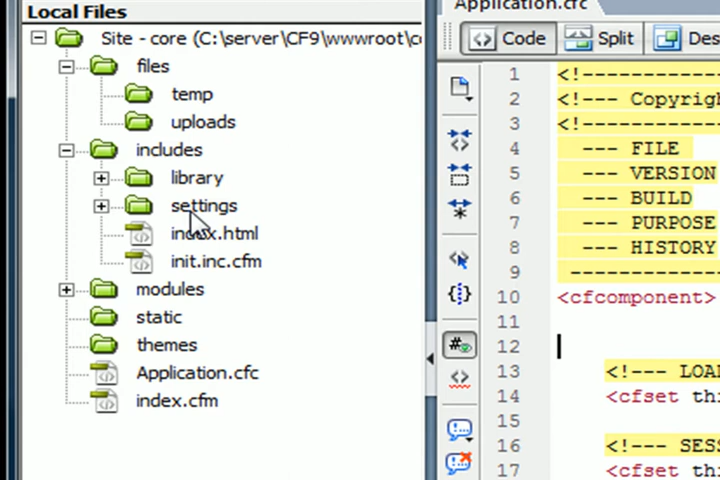 Local Files
Application.cfc
Site - core (C:\server\CF9\wwwroot\c
Code
Split
Des
files
temp
uploads
includes
library
settings
index.html
init.inc.cfm
modules
static
themes
Application.cfc
index.cfm
1 <!-----------
2 <!--- Copyrigh
3 <!-----------
4 --- FILE
5 --- VERSION
6 --- BUILD
7 --- PURPOSE
8 --- HISTORY
9 -----------
10 <cfcomponent>
11
12
13 <!--- LOA
14 <cfset thi
15
16 <!--- SES
17 <cfset thi